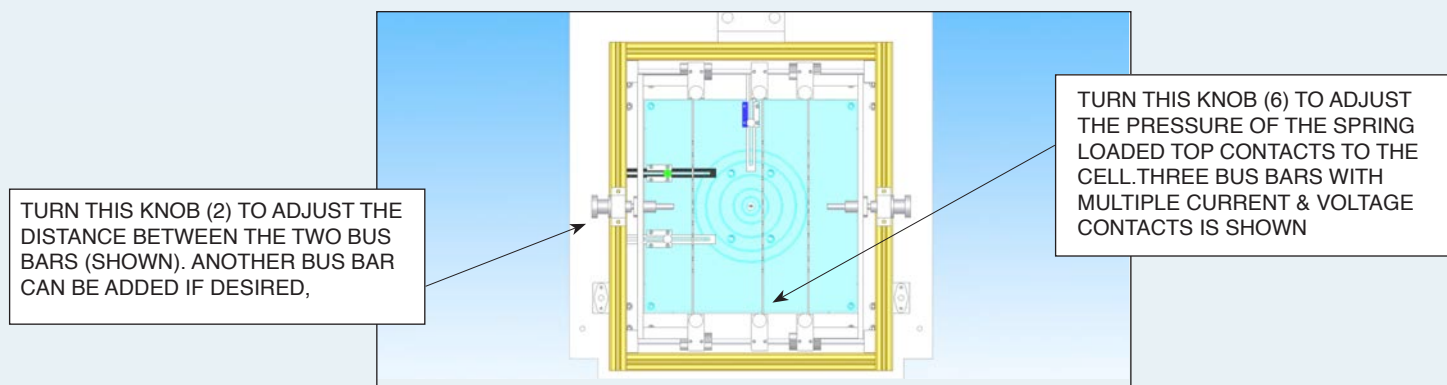 TURN THIS KNOB (2) TO ADJUST THE
DISTANCE BETWEEN THE TWO BUS
BARS (SHOWN). ANOTHER BUS BAR
CAN BE ADDED IF DESIRED,
TURN THIS KNOB (6) TO ADJUST
THE PRESSURE OF THE SPRING
LOADED TOP CONTACTS TO THE
CELL.THREE BUS BARS WITH
MULTIPLE CURRENT & VOLTAGE
CONTACTS IS SHOWN